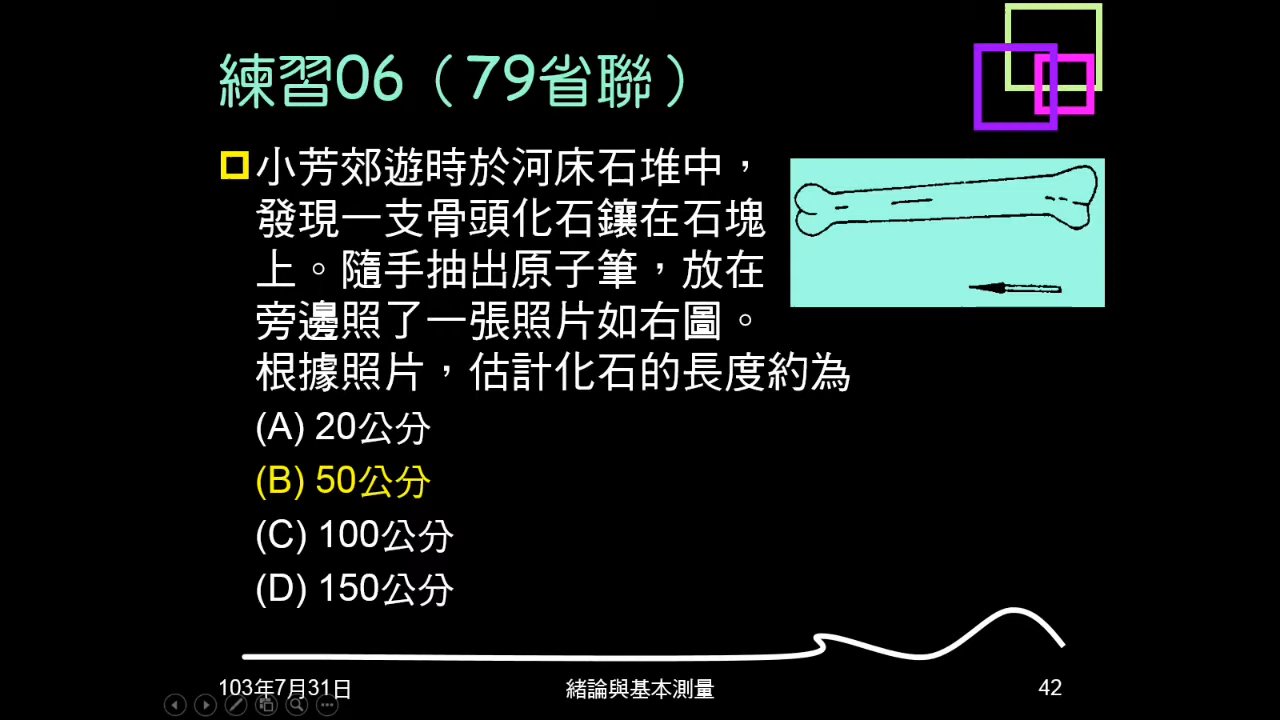 練習06（79省聯）
小芳郊遊時於河床石堆中，
發現一支骨頭化石鑲在石塊
上。隨手抽出原子筆，放在
旁邊照了一張照片如右圖。
根據照片，估計化石的長度約為
(A) 20公分
(B) 50公分
(C) 100公分
(D) 150公分
103年7月31日
緒論與基本測量
42